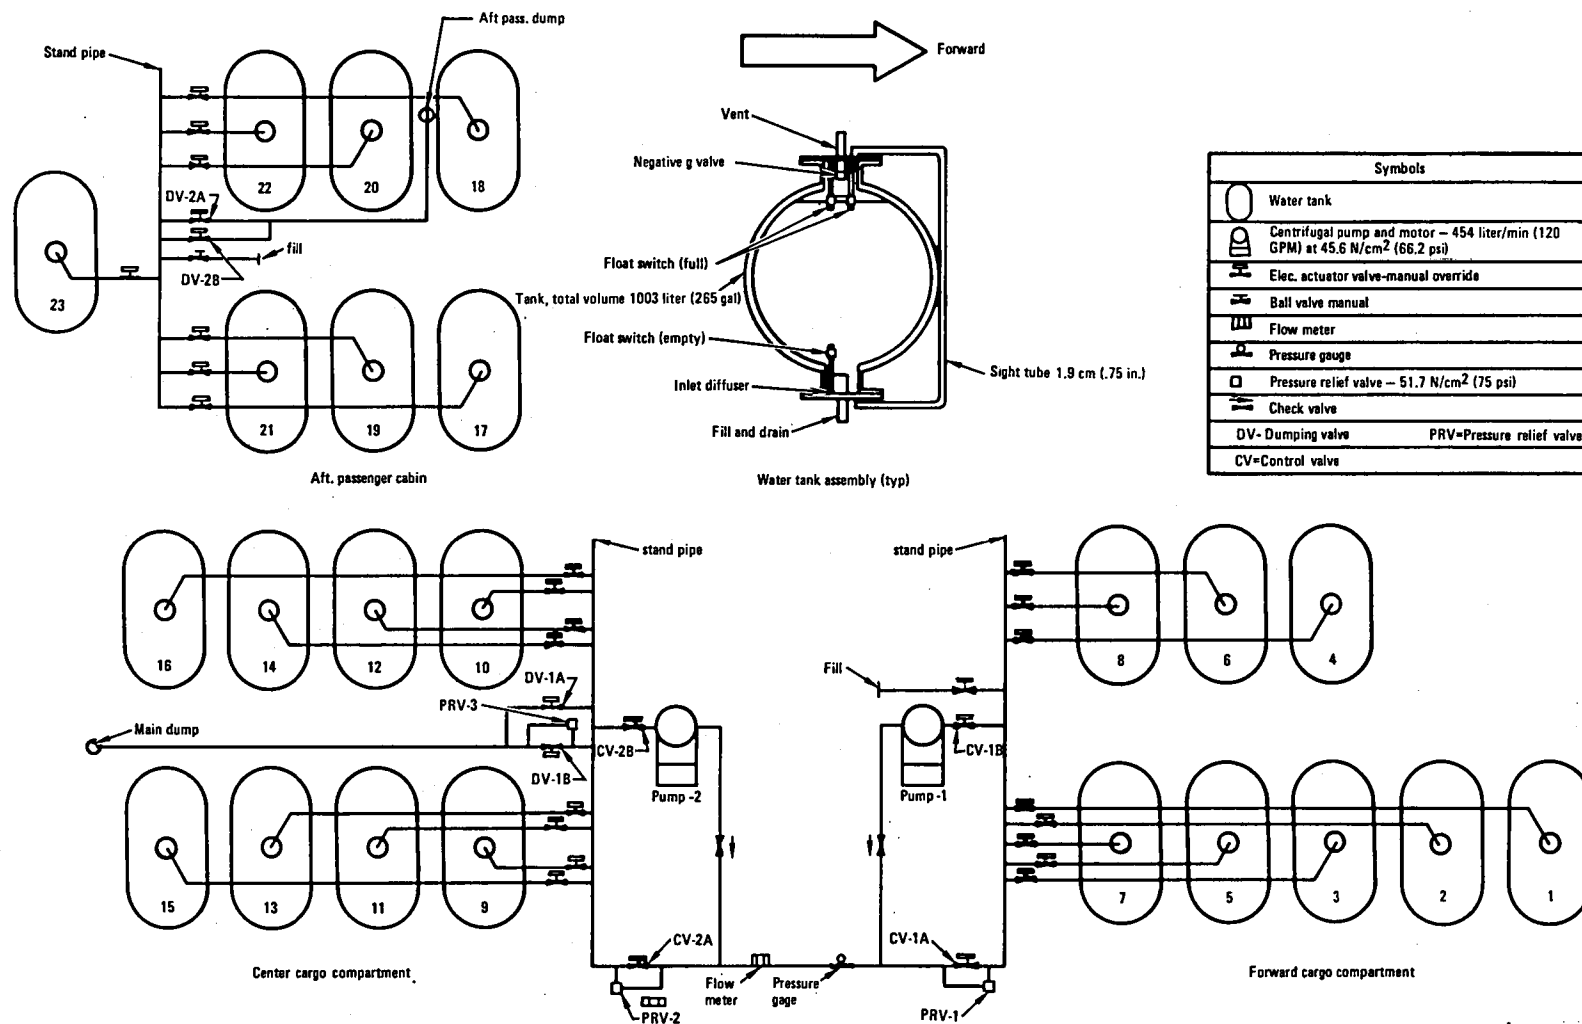 Aft pass. dump
Stand pipe
22
20
18
DV-2A
fill
DV-2B
23
21
19
17
Aft. passenger cabin
Forward
Vent
Negative g valve
Float switch (full)
Tank, total volume 1003 liter (265 gal)
Float switch (empty)
Inlet diffuser
Sight tube 1.9 cm (.75 in.)
Fill and drain
Water tank assembly (typ)
Symbols
Water tank
Centrifugal pump and motor – 454 liter/min (120
GPM) at 45.6 N/cm² (66.2 psi)
Elec. actuator valve-manual override
Ball valve manual
Flow meter
Pressure gauge
Pressure relief valve – 51.7 N/cm² (75 psi)
Check valve
DV- Dumping valve PRV=Pressure relief valve
CV=Control valve
stand pipe
16
14
12
10
DV-1A
PRV-3
Main dump
CV-2B
DV-1B
Pump -2
15
13
11
9
CV-2A
Center cargo compartment
Flow
meter
Pressure
gage
PRV-2
stand pipe
8
6
4
Fill
CV-1B
Pump-1
7
5
3
2
1
CV-1A
PRV-1
Forward cargo compartment